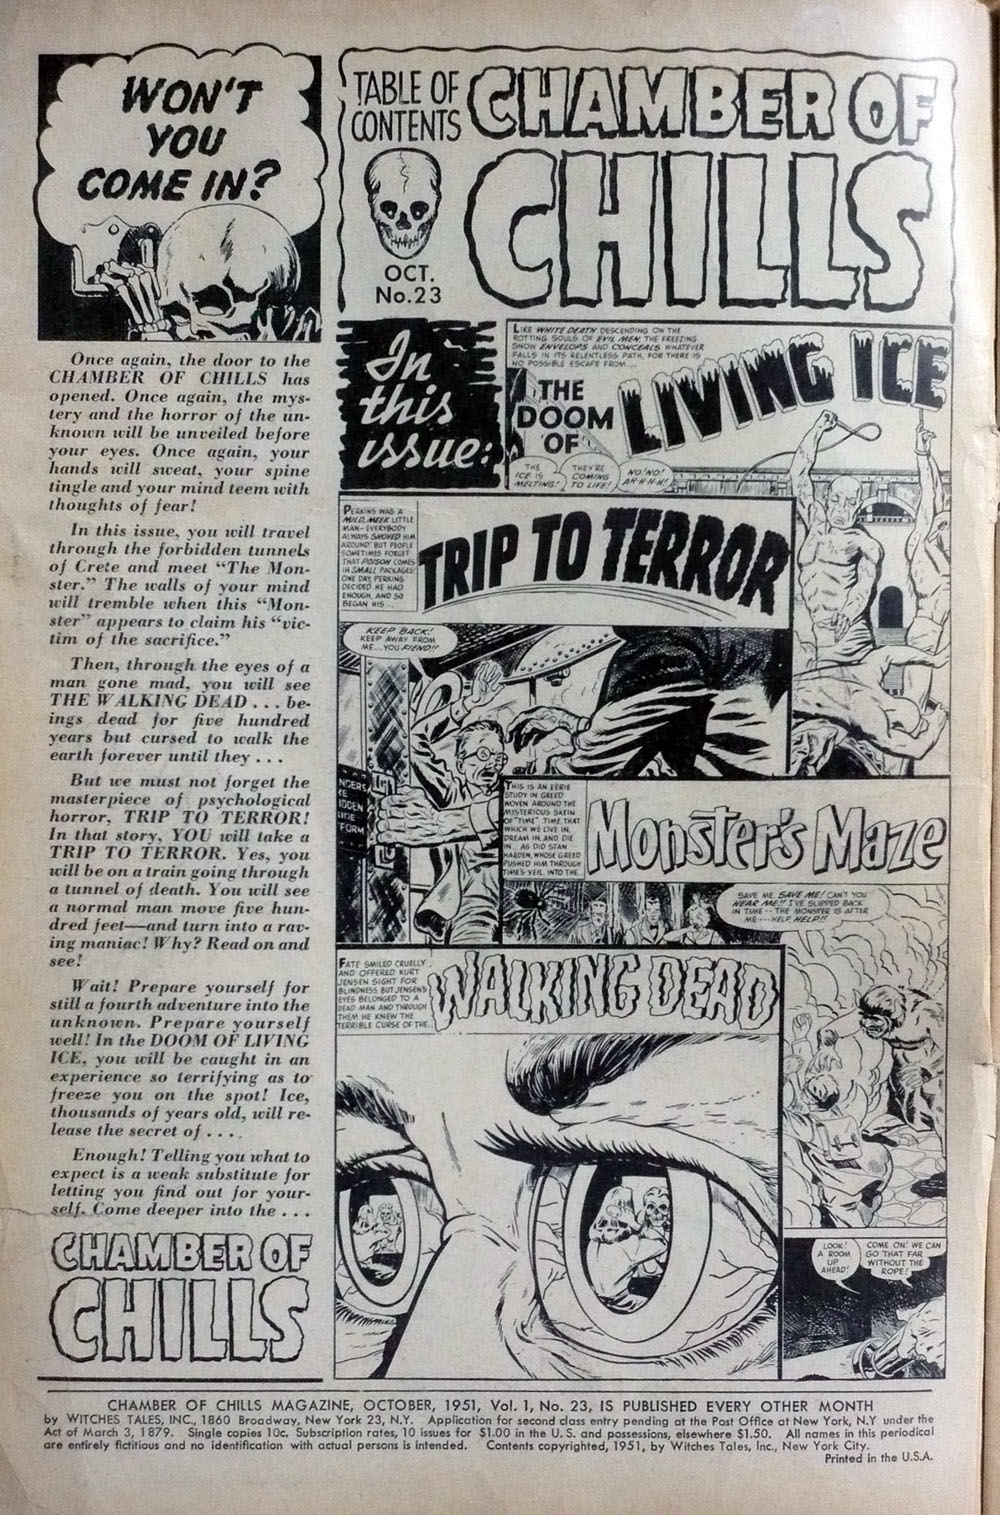 WON'T
YOU
COME IN?
Once again, the door to the
CHAMBER OF CHILLS has
opened. Once again, the mys-
tery and the horror of the un-
known will be unveiled before
your eyes. Once again, your
hands will sweat, your spine
tingle and your mind teem with
thoughts of fear!
In this issue, you will travel
through the forbidden tunnels
of Crete and meet "The Mon-
ster." The walls of your mind
will tremble when this "Mon-
ster" appears to claim his "vic-
tim of the sacrifice."
Then, through the eyes of a
man gone mad, you will see
THE WALKING DEAD . . . be-
ings dead for five hundred
years but cursed to walk the
earth forever until they . . .
But we must not forget the
masterpiece of psychological
horror, TRIP TO TERROR!
In that story, YOU will take a
TRIP TO TERROR. Yes, you
will be on a train going through
a tunnel of death. You will see
a normal man move five hun-
dred feet—and turn into a rav-
ing maniac! Why? Read on and
see!
Wait! Prepare yourself for
still a fourth adventure into the
unknown. Prepare yourself
well! In the DOOM OF LIVING
ICE, you will be caught in an
experience so terrifying as to
freeze you on the spot! Ice,
thousands of years old, will re-
lease the secret of . . . .
Enough! Telling you what to
expect is a weak substitute for
letting you find out for your-
self. Come deeper into the . . .
CHAMBER OF
CHILLS
TABLE OF
CONTENTS
CHAMBER OF
CHILLS
OCT.
No. 23
In
this
issue:
LIKE WHITE DEATH DESCENDING ON THE
ROTTING SOULS OF EVIL MEN, THE FREEZING
SNOW ENVELOPS AND CONCEALS WHATEVER
FALLS IN ITS RELENTLESS PATH, FOR THERE IS
NO POSSIBLE ESCAPE FROM...
THE
DOOM
OF
LIVING ICE
THE
ICE IS
MELTING!
THEY'RE
COMING
TO LIFE!
NO! NO!
AH-H-H-H!
PERKINS WAS A
MILD, MEEK LITTLE
MAN- EVERYBODY
ALWAYS SHOVED HIM
AROUND! BUT PEOPLE
SOMETIMES FORGET
THAT POISON COMES
IN SMALL PACKAGES!
ONE DAY, PERKINS
DECIDED HE HAD
ENOUGH, AND SO
BEGAN HIS
TRIP TO TERROR
KEEP BACK!
KEEP AWAY FROM
ME...YOU FIEND!!
THIS IS AN EERIE
STUDY IN GREED
WOVEN AROUND THE
MYSTERIOUS SKEIN
OF "TIME". TIME, THAT
WHICH WE LIVE IN,
DREAM IN, AND DIE
IN... AS DID STAN
HARDEN, WHOSE GREED
PUSHED HIM THROUGH
TIME'S VEIL, INTO THE...
MONSTER'S MAZE
SAVE ME, SAVE ME! CAN'T YOU
HEAR ME!! I'VE SLIPPED BACK
IN TIME -- THE MONSTER IS AFTER
ME --- HELP, HELP!!
FATE SMILED CRUELLY
AND OFFERED KURT
JENSEN SIGHT FOR
BLINDNESS BUT JENSEN'S
EYES BELONGED TO A
DEAD MAN AND THROUGH
THEM HE KNEW THE
TERRIBLE CURSE OF THE...
WALKING DEAD
LOOK!
A ROOM
UP
AHEAD!
COME ON! WE CAN
GO THAT FAR
WITHOUT THE
ROPE!
CHAMBER OF CHILLS MAGAZINE, OCTOBER, 1951, Vol. 1, No. 23, IS PUBLISHED EVERY OTHER MONTH
by WITCHES TALES, INC., 1860 Broadway, New York 23, N.Y. Application for second class entry pending at the Post Office at New York, N.Y under the
Act of March 3, 1879. Single copies 10c. Subscription rates, 10 issues for $1.00 in the U. S. and possessions, elsewhere $1.50. All names in this periodical
are entirely fictitious and no identification with actual persons is intended. Contents copyrighted, 1951, by Witches Tales, Inc., New York City.
Printed in the U.S.A.